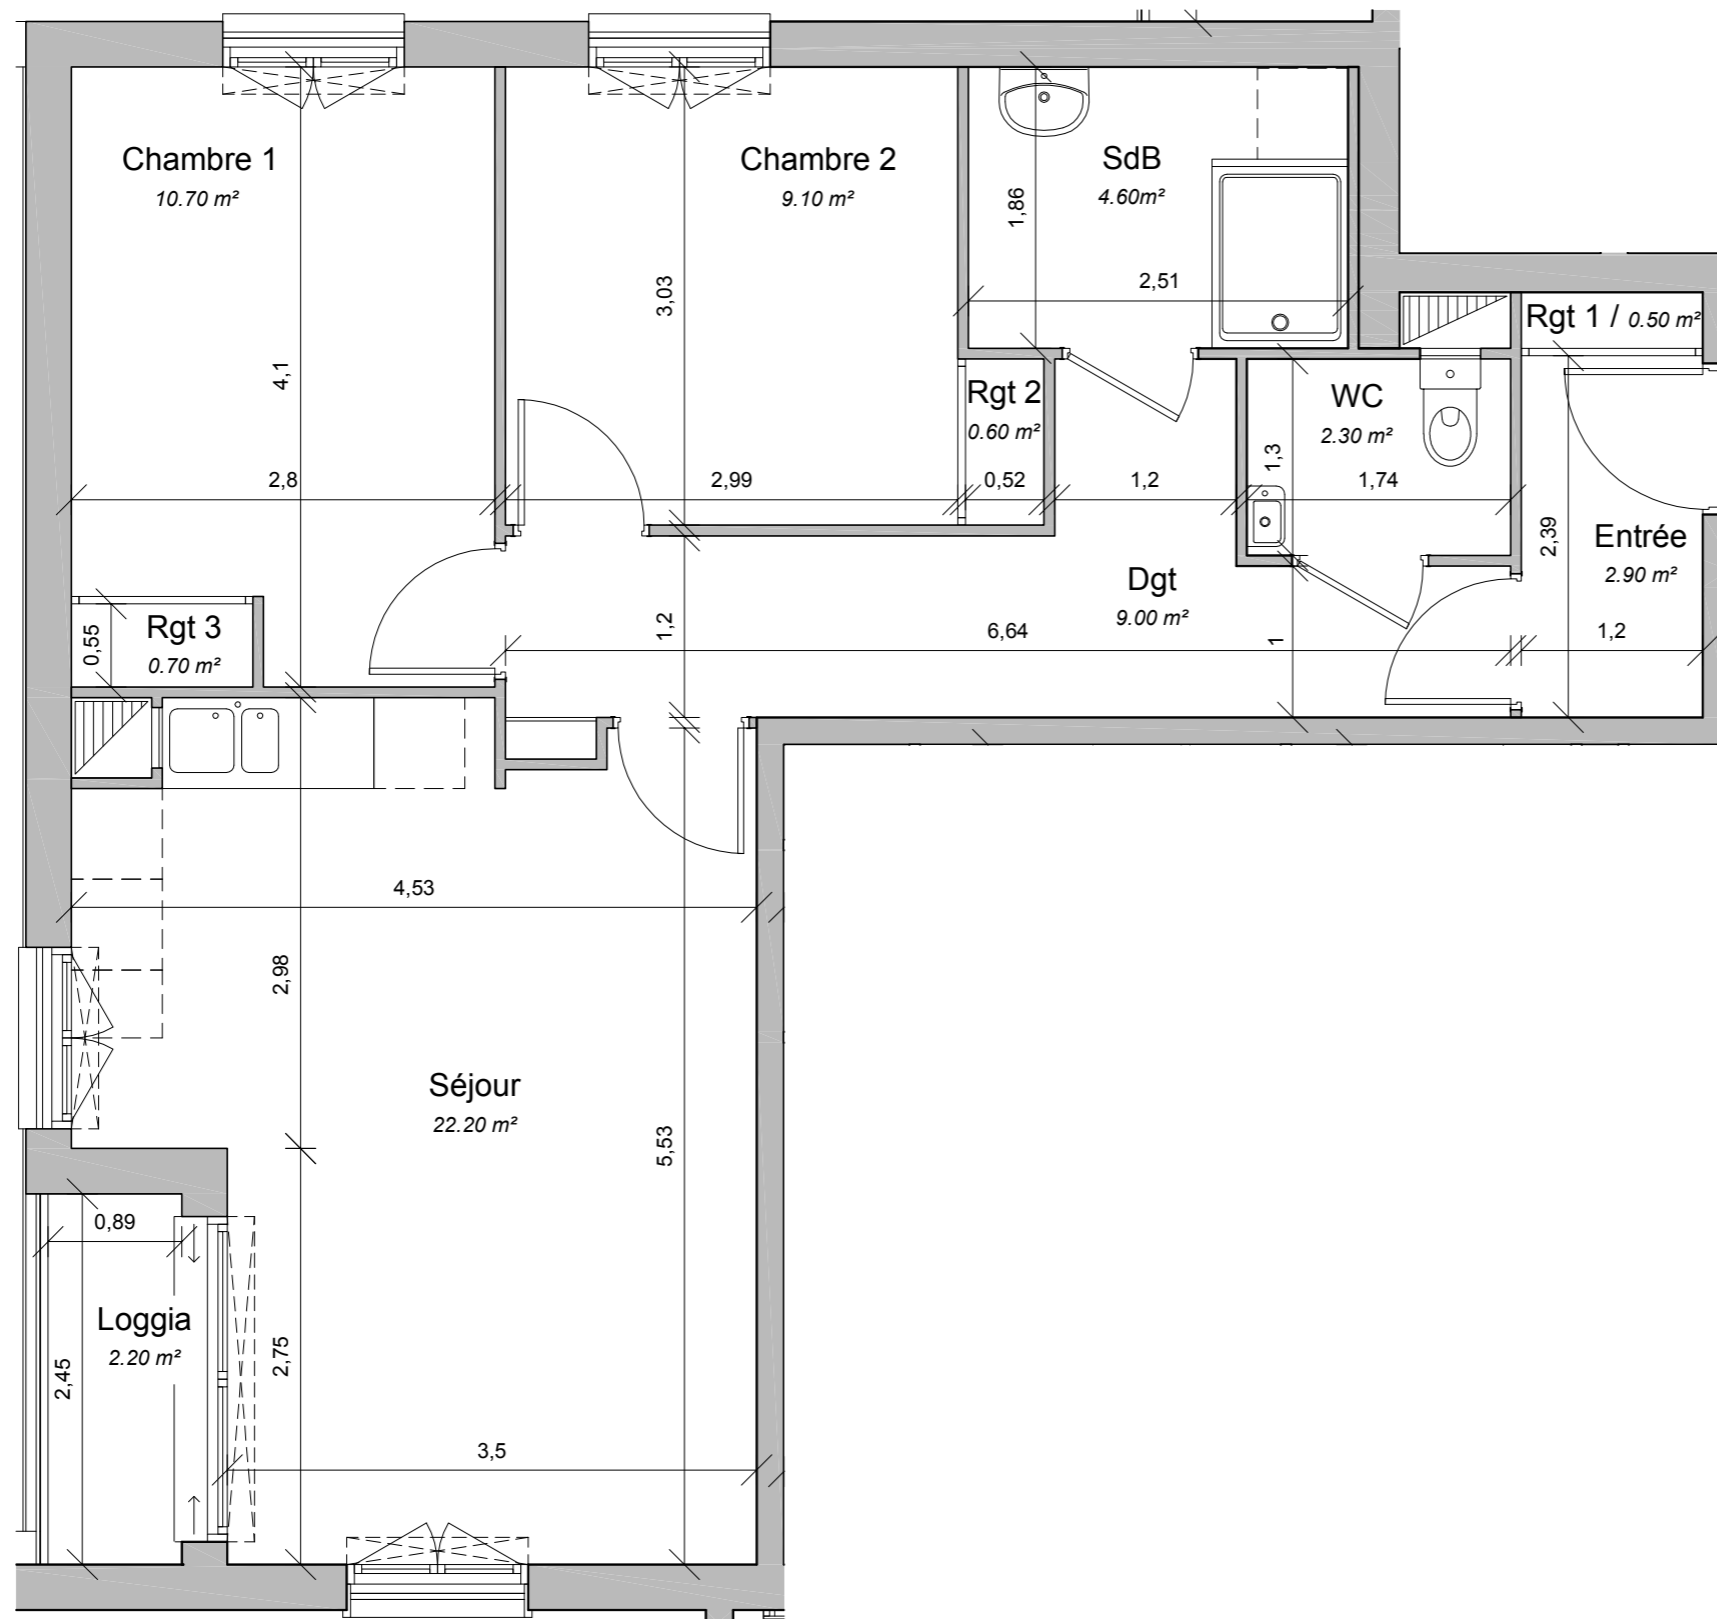 Chambre 1
10.70 m²
Chambre 2
9.10 m²
SdB
4.60m²
1,86
2,51
4,1
3,03
Rgt 1 / 0.50 m²
Rgt 2
0.60 m²
WC
2.30 m²
1,3
2,8
2,99
0,52
1,2
1,74
2,39
Entrée
2.90 m²
Dgt
9.00 m²
Rgt 3
0.70 m²
0,55
1,2
6,64
1
1,2
4,53
2,98
Séjour
22.20 m²
5,53
0,89
Loggia
2.20 m²
2,45
2,75
3,5